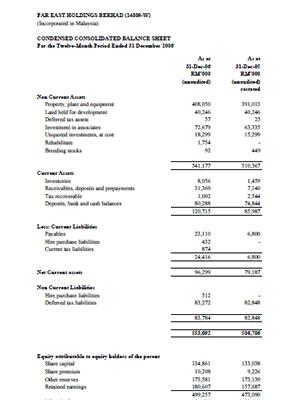 FAR EAST HOLDINGS BERHAD (14809-W)
(Incorporated in Malaysia)
CONDENSED CONSOLIDATED BALANCE SHEET
For the Twelve-Month Period Ended 31 December 2006
As at As at
31-Dec-06 31-Dec-05
RM'000 RM'000
(unaudited) (unaudited)
restated
Non Current Assets
Property, plant and equipment 408,050 391,013
Land held for development 40,246 40,246
Deferred tax assets 57 25
Investment in associates 72,679 63,335
Unquoted investments, at cost 18,299 15,299
Rehabilitate 1,754 -
Breeding stocks 92 449
541,177 510,367
Current Assets
Inventories 8,056 1,459
Receivables, deposits and prepayments 31,369 7,140
Tax recoverable 1,002 2,544
Deposits, bank and cash balances 80,288 74,844
120,715 85,987
Less: Current Liabilities
Payables 23,110 6,800
Hire purchase liabilities 432 -
Current tax liabilities 874
24,416 6,800
Net Current assets 96,299 79,187
Non Current Liabilities
Hire purchase liabilities 512 -
Deferred tax liabilities 83,272 82,848
83,784 82,848
553,692 506,706
Equity attributable to equity holders of the parent
Share capital 134,861 133,038
Share premium 10,208 9,226
Other reserves 173,581 173,139
Retained earnings 180,607 157,687
499,257 473,090